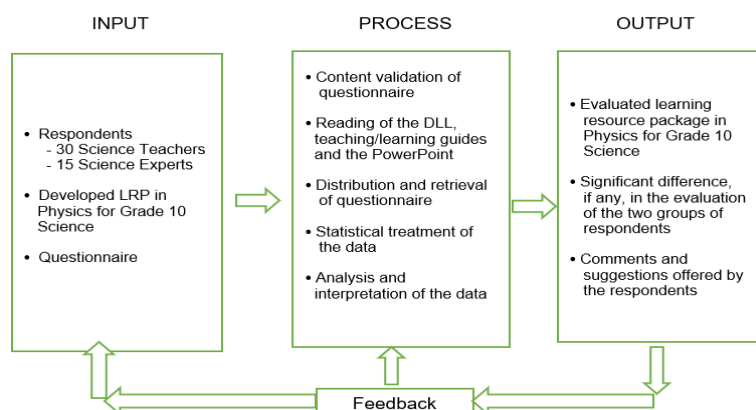 INPUT
• Respondents
- 30 Science Teachers
- 15 Science Experts
• Developed LRP in
Physics for Grade 10
Science
• Questionnaire
PROCESS
• Content validation of
questionnaire
• Reading of the DLL,
teaching/learning guides
and the PowerPoint
• Distribution and retrieval
of questionnaire
• Statistical treatment of
the data
• Analysis and
interpretation of the data
OUTPUT
• Evaluated learning
resource package in
Physics for Grade 10
Science
• Significant difference,
if any, in the evaluation
of the two groups of
respondents
• Comments and
suggestions offered by
the respondents
Feedback